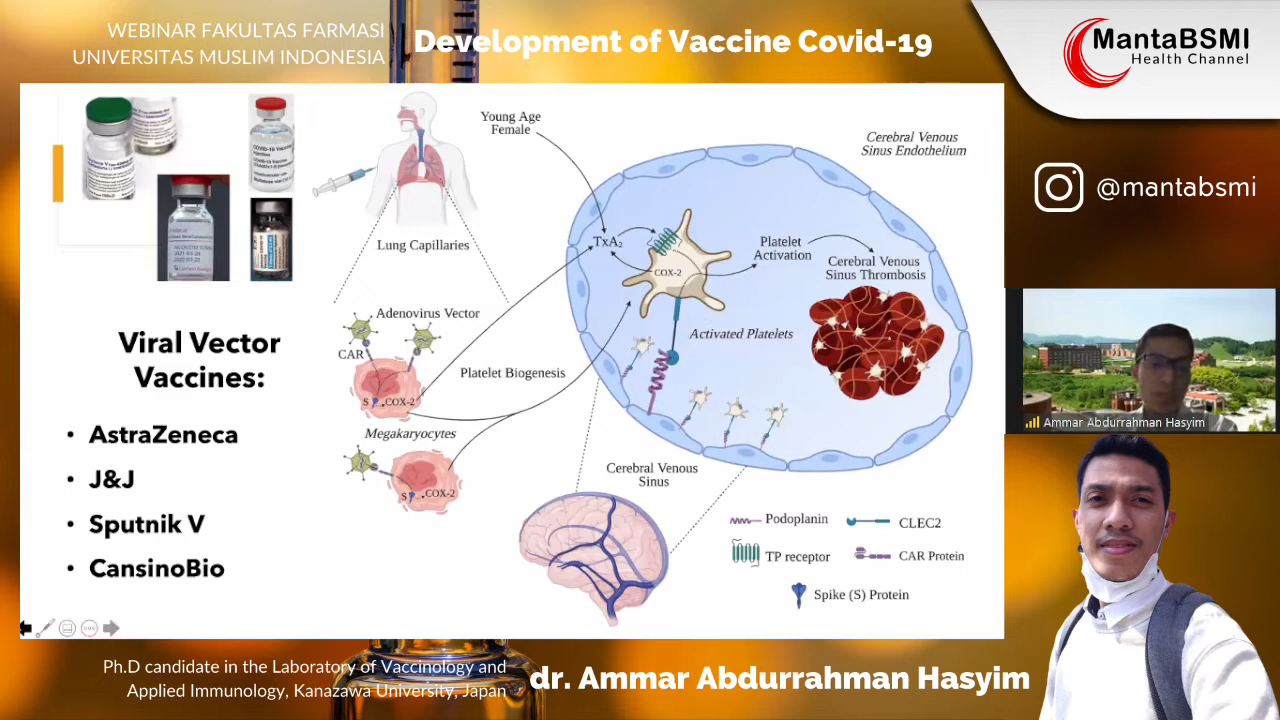 WEBINAR FAKULTAS FARMASI
UNIVERSITAS MUSLIM INDONESIA
Development of Vaccine Covid-19
MantaBSMI
Health Channel
@mantabsmi
Young Age
Female
Cerebral Venous
Sinus Endothelium
Lung Capillaries
TxA2
COX-2
Platelet
Activation
Cerebral Venous
Sinus Thrombosis
Activated Platelets
Adenovirus Vector
CAR
S
COX-2
Platelet Biogenesis
Megakaryocytes
S
COX-2
Viral Vector
Vaccines:
• AstraZeneca
• J&J
• Sputnik V
• CansinoBio
Cerebral Venous
Sinus
Podoplanin
CLEC2
TP receptor
CAR Protein
Spike (S) Protein
Ammar Abdurrahman Hasyim
Ph.D candidate in the Laboratory of Vaccinology and
Applied Immunology, Kanazawa University, Japan
dr. Ammar Abdurrahman Hasyim